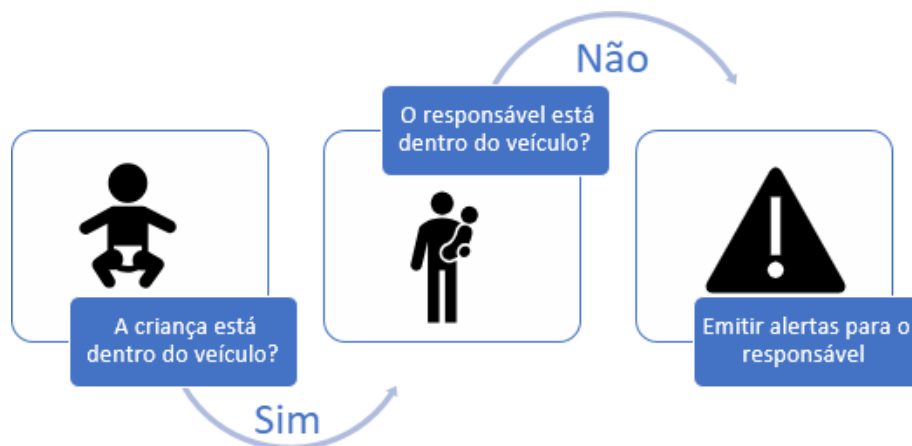 A criança está
dentro do veículo?
Sim
O responsável está
dentro do veículo?
Não
Emitir alertas para o
responsável